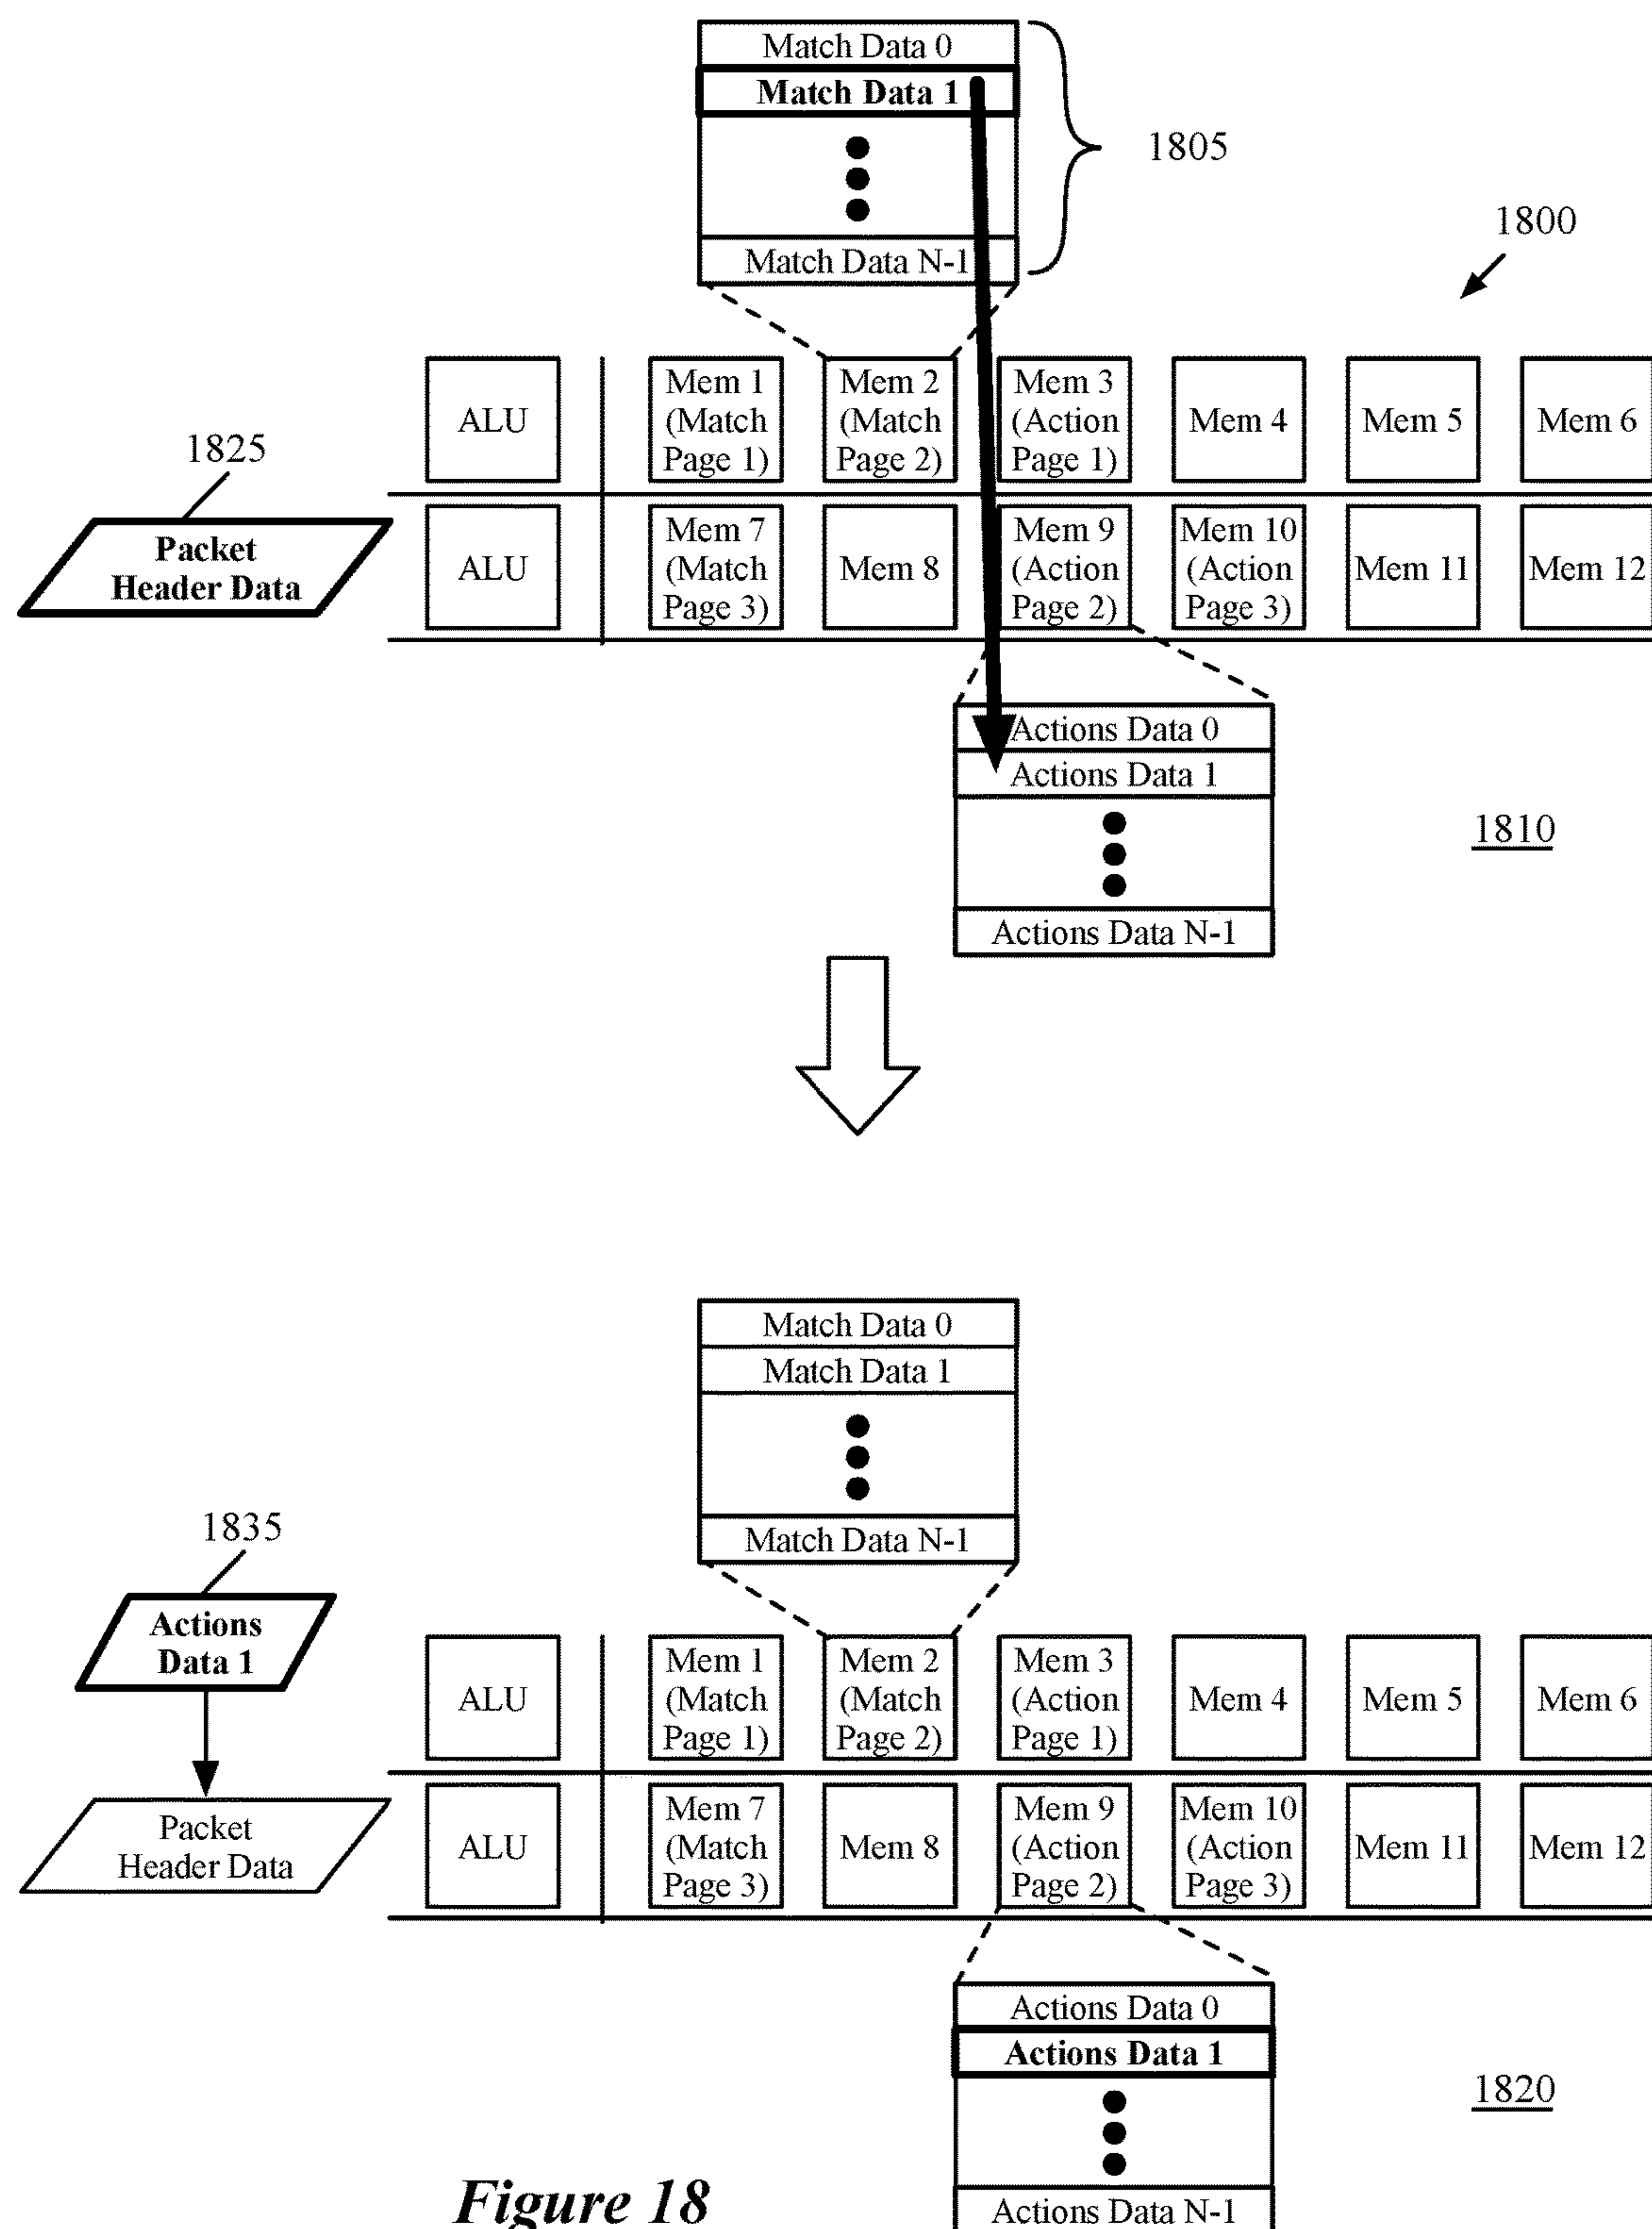 Match Data 0
Match Data 1
Match Data N-1
1805
1800
1825
Packet
Header Data
ALU
Mem 1
(Match
Page 1)
Mem 2
(Match
Page 2)
Mem 3
(Action
Page 1)
Mem 4
Mem 5
Mem 6
ALU
Mem 7
(Match
Page 3)
Mem 8
Mem 9
(Action
Page 2)
Mem 10
(Action
Page 3)
Mem 11
Mem 12
Actions Data 0
Actions Data 1
Actions Data N-1
1810
Match Data 0
Match Data 1
Match Data N-1
1835
Actions
Data 1
Packet
Header Data
ALU
Mem 1
(Match
Page 1)
Mem 2
(Match
Page 2)
Mem 3
(Action
Page 1)
Mem 4
Mem 5
Mem 6
ALU
Mem 7
(Match
Page 3)
Mem 8
Mem 9
(Action
Page 2)
Mem 10
(Action
Page 3)
Mem 11
Mem 12
Actions Data 0
Actions Data 1
Actions Data N-1
1820
Figure 18